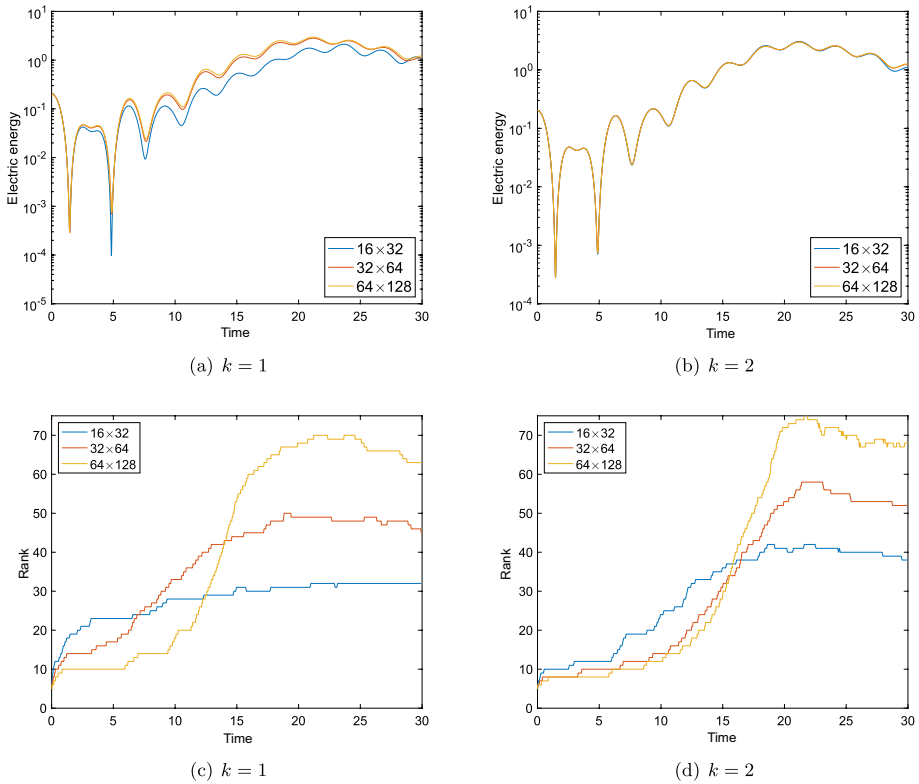 10^1
10^0
10^-1
10^-2
10^-3
10^-4
10^-5
Electric energy
16×32
32×64
64×128
0 5 10 15 20 25 30
Time
(a) k = 1
10^1
10^0
10^-1
10^-2
10^-3
10^-4
Electric energy
16×32
32×64
64×128
0 5 10 15 20 25 30
Time
(b) k = 2
70
60
50
40
30
20
10
0
Rank
16×32
32×64
64×128
0 5 10 15 20 25 30
Time
(c) k = 1
70
60
50
40
30
20
10
0
Rank
16×32
32×64
64×128
0 5 10 15 20 25 30
Time
(d) k = 2